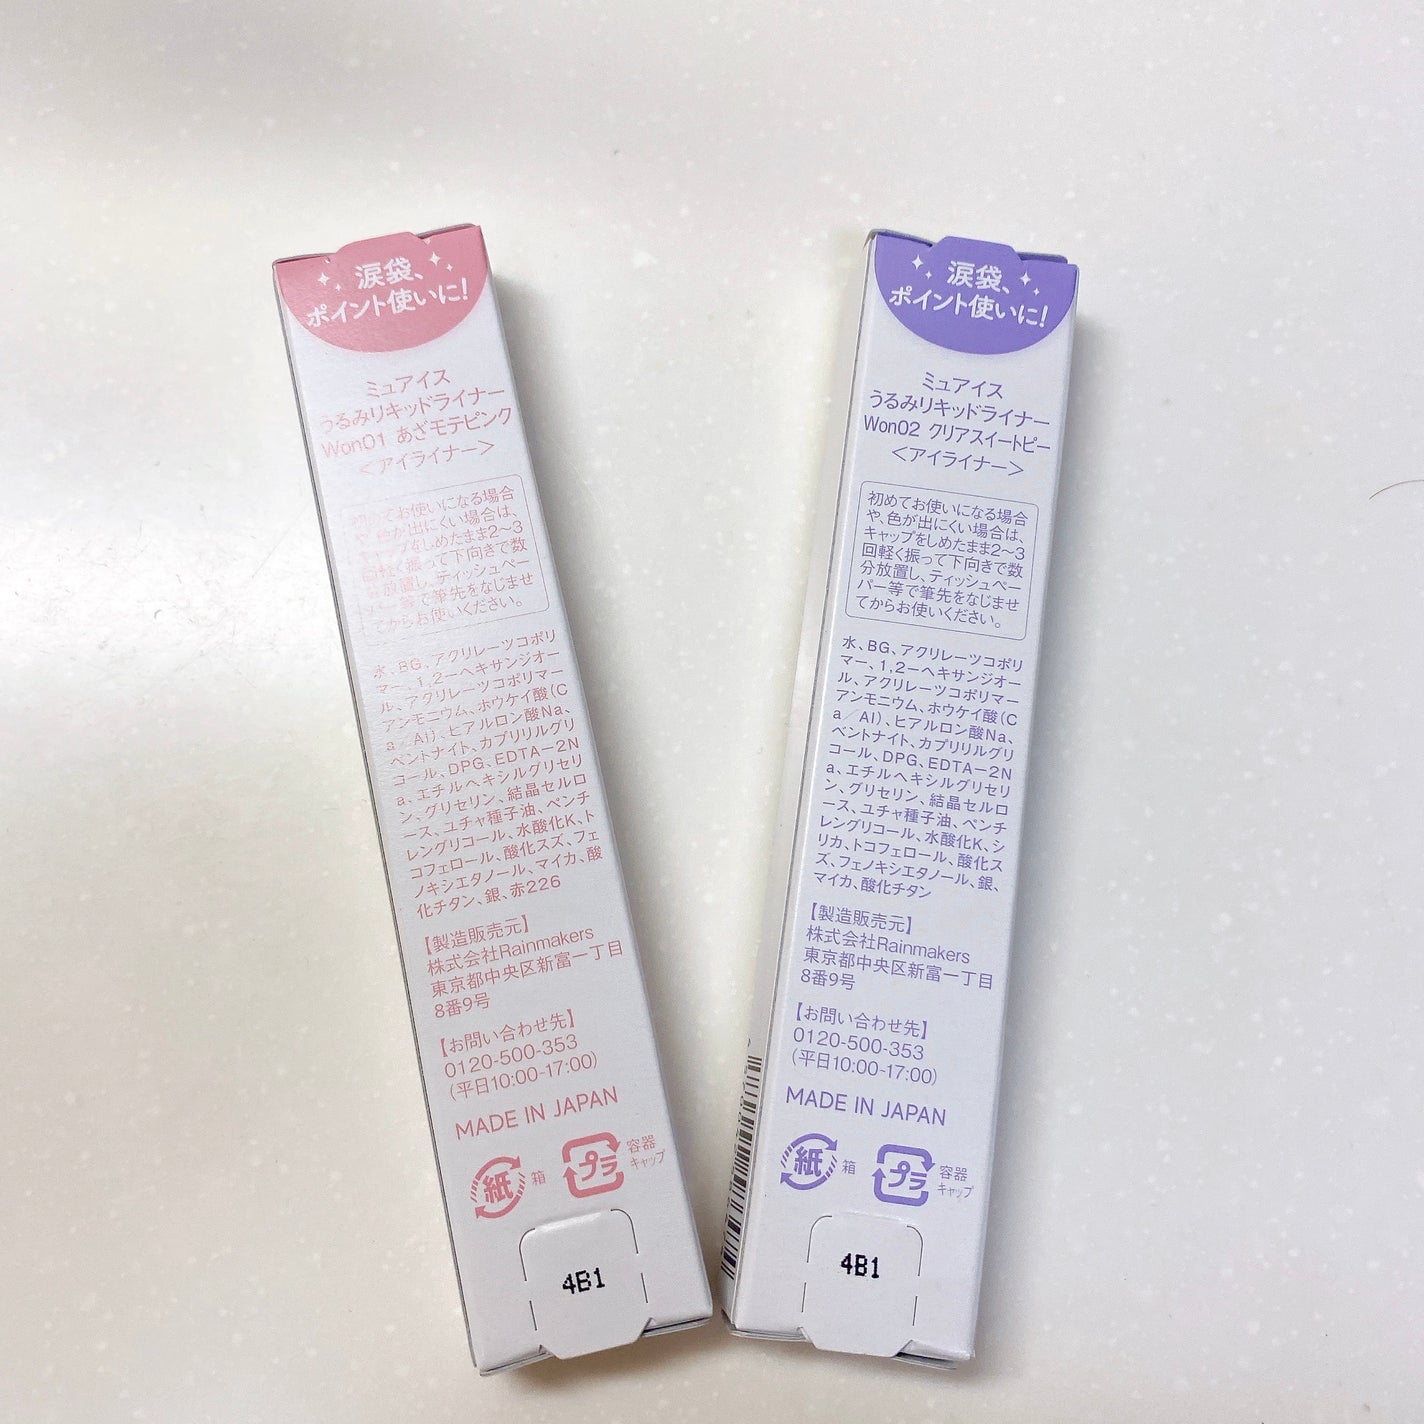 涙袋、
ポイント使いに!
ミュアイス
うるみリキッドライナー
Won01 あざモテピンク
＜アイライナー＞
初めてお使いになる場合
や、色が出にくい場合は、
キャップをしめたまま2〜3
回軽く振って下向きで数
分放置し、ティッシュペー
パー等で筆先をなじませ
てからお使いください。
水、BG、アクリレーツコポリ
マー、1,2-ヘキサンジオー
ル、アクリレーツコポリマー
アンモニウム、ホウケイ酸(C
a/Al)、ヒアルロン酸Na、
ベントナイト、カプリリルグリ
コール、DPG、EDTA-2N
a、エチルヘキシルグリセリ
ン、グリセリン、結晶セルロ
ース、ユチャ種子油、ペンチ
レングリコール、水酸化K、ト
コフェロール、酸化スズ、フェ
ノキシエタノール、マイカ、酸
化チタン、銀、赤226
【製造販売元】
株式会社Rainmakers
東京都中央区新富一丁目
8番9号
【お問い合わせ先】
0120-500-353
(平日10:00-17:00)
MADE IN JAPAN
紙 箱 プラ 容器
キャップ
4B1
涙袋、
ポイント使いに!
ミュアイス
うるみリキッドライナー
Won02 クリアスイートピー
＜アイライナー＞
初めてお使いになる場合
や、色が出にくい場合は、
キャップをしめたまま2〜3
回軽く振って下向きで数
分放置し、ティッシュペー
パー等で筆先をなじませ
てからお使いください。
水、BG、アクリレーツコポリ
マー、1,2-ヘキサンジオー
ル、アクリレーツコポリマー
アンモニウム、ホウケイ酸(C
a/Al)、ヒアルロン酸Na、
ベントナイト、カプリリルグリ
コール、DPG、EDTA-2N
a、エチルヘキシルグリセリ
ン、グリセリン、結晶セルロ
ース、ユチャ種子油、ペンチ
レングリコール、水酸化K、シ
リカ、トコフェロール、酸化ス
ズ、フェノキシエタノール、銀、
マイカ、酸化チタン
【製造販売元】
株式会社Rainmakers
東京都中央区新富一丁目
8番9号
【お問い合わせ先】
0120-500-353
(平日10:00-17:00)
MADE IN JAPAN
紙 箱 プラ 容器
キャップ
4B1